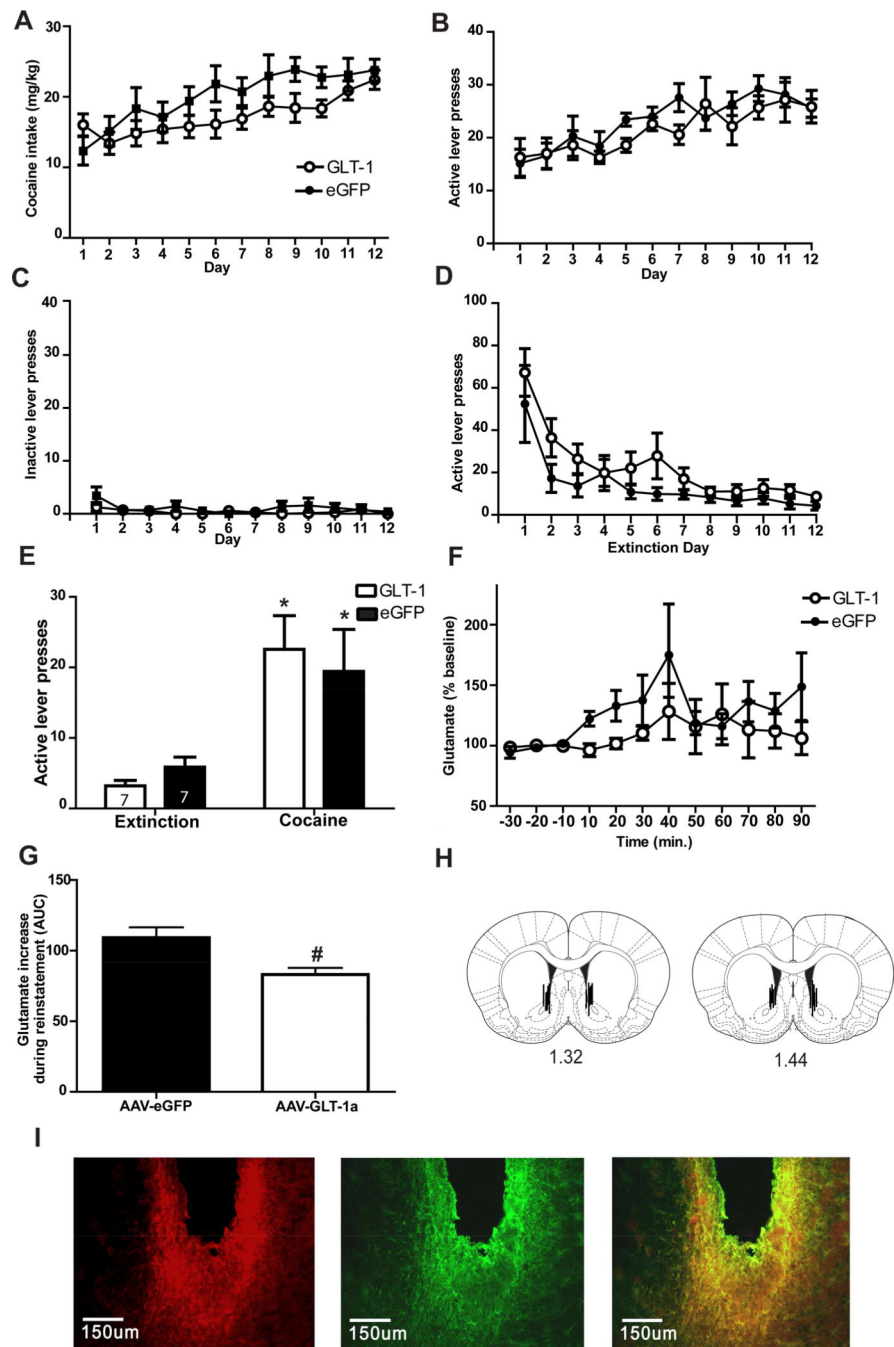 A
Cocaine intake (mg/kg)
30
20
10
0
1 2 3 4 5 6 7 8 9 10 11 12
Day
GLT-1
eGFP
B
Active lever presses
40
30
20
10
0
1 2 3 4 5 6 7 8 9 10 11 12
Day
C
Inactive lever presses
40
30
20
10
0
1 2 3 4 5 6 7 8 9 10 11 12
Day
D
Active lever presses
100
80
60
40
20
0
1 2 3 4 5 6 7 8 9 10 11 12
Extinction Day
E
Active lever presses
30
20
10
0
GLT-1
eGFP
* *
7 7
Extinction Cocaine
F
Glutamate (% baseline)
200
150
100
50
GLT-1
eGFP
-30 -20 -10 10 20 30 40 50 60 70 80 90
Time (min.)
G
Glutamate increase
during reinstatement (AUC)
150
100
50
0
#
AAV-eGFP AAV-GLT-1a
H
1.32 1.44
I
150um 150um 150um